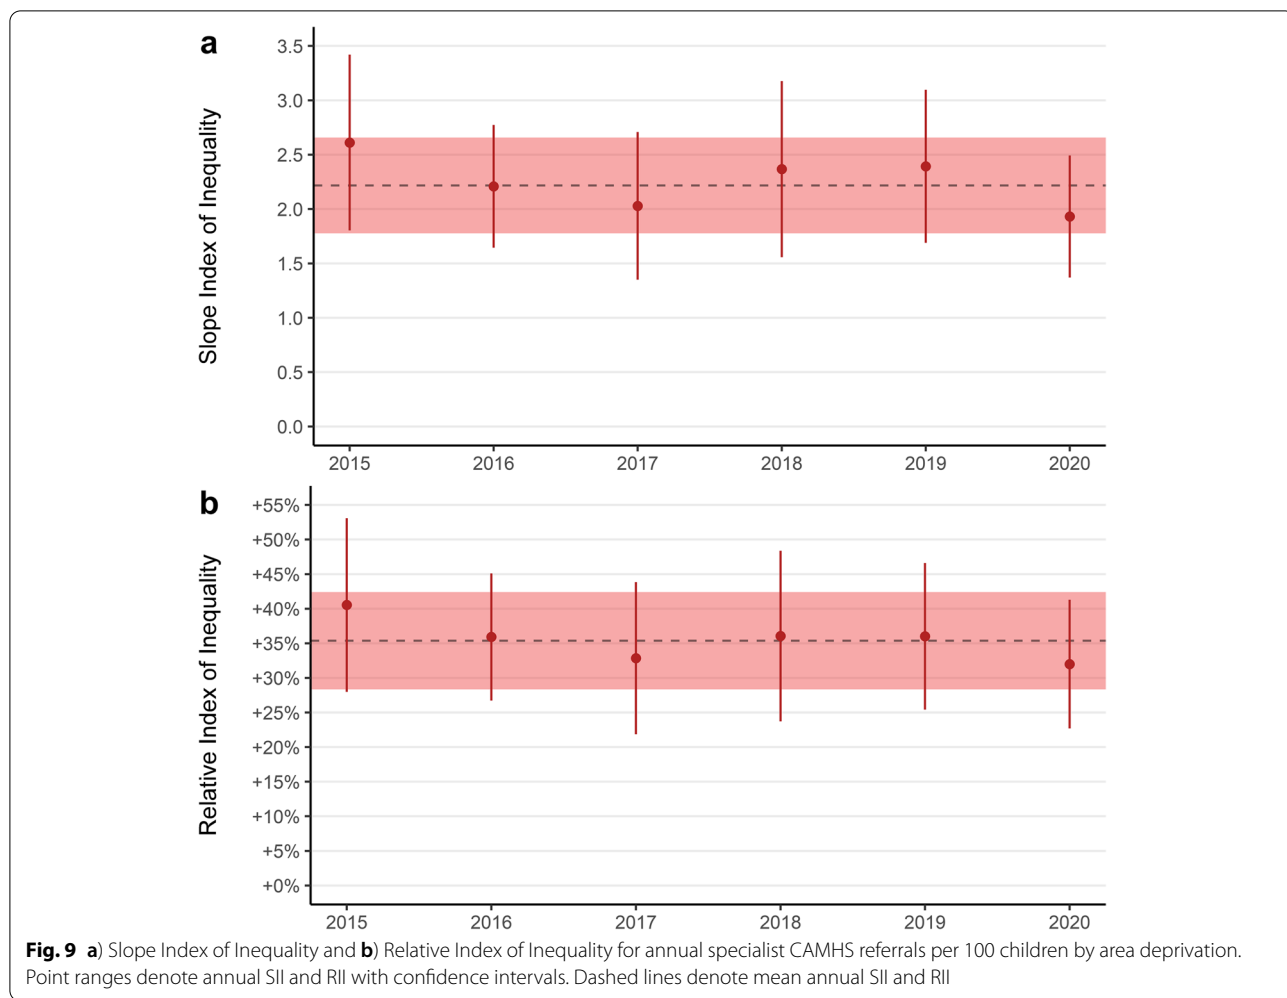 a
Slope Index of Inequality
3.5
3.0
2.5
2.0
1.5
1.0
0.5
0.0
2015 2016 2017 2018 2019 2020
b
Relative Index of Inequality
+55%
+50%
+45%
+40%
+35%
+30%
+25%
+20%
+15%
+10%
+5%
+0%
2015 2016 2017 2018 2019 2020
Fig. 9 a) Slope Index of Inequality and b) Relative Index of Inequality for annual specialist CAMHS referrals per 100 children by area deprivation.
Point ranges denote annual SII and RII with confidence intervals. Dashed lines denote mean annual SII and RII